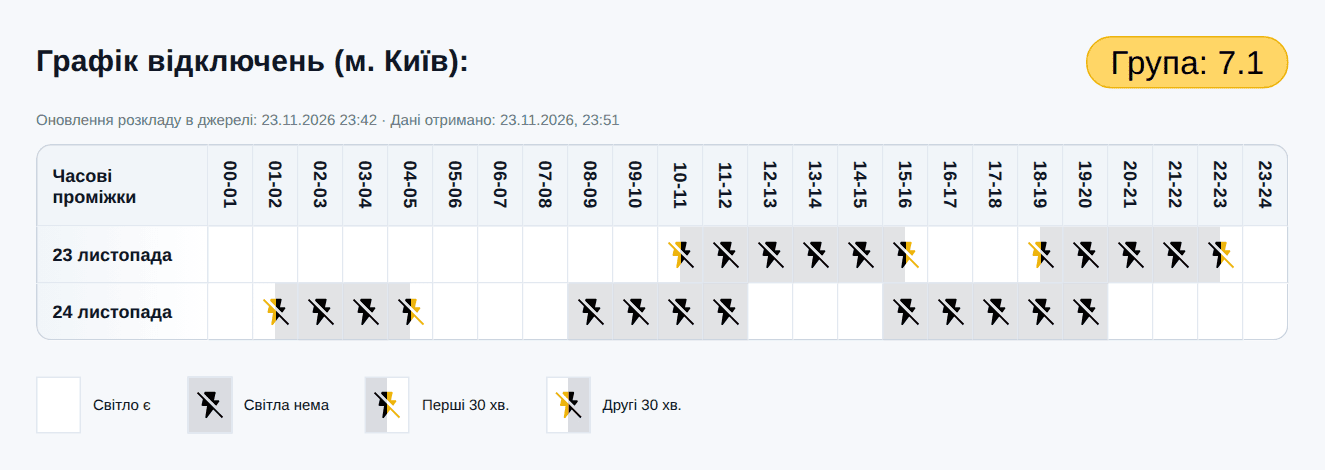 Графік відключень (м. Київ):
Група: 7.1
Оновлення розкладу в джерелі: 23.11.2026 23:42 · Дані отримано: 23.11.2026, 23:51
Часові
проміжки
00-01
01-02
02-03
03-04
04-05
05-06
06-07
07-08
08-09
09-10
10-11
11-12
12-13
13-14
14-15
15-16
16-17
17-18
18-19
19-20
20-21
21-22
22-23
23-24
23 листопада
24 листопада
Світло є
Світла нема
Перші 30 хв.
Другі 30 хв.